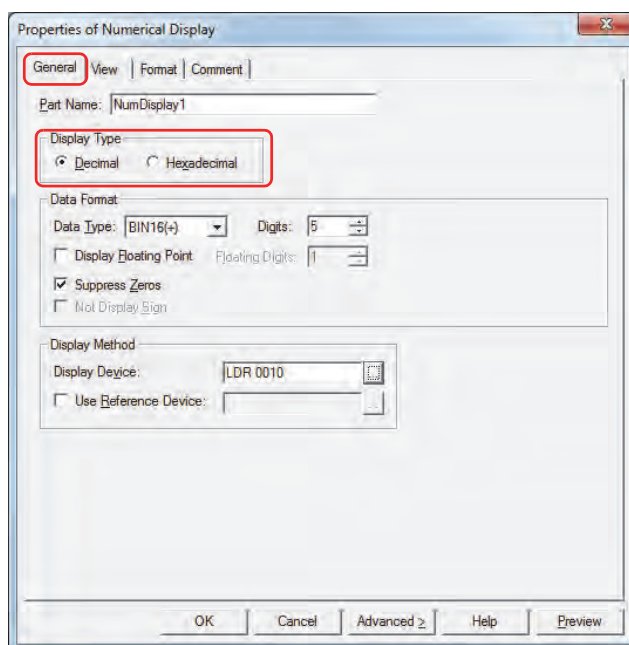 Properties of Numerical Display
General View Format Comment
Part Name: NumDisplay1
Display Type
Decimal Hexadecimal
Data Format
Data Type: BIN16(+) Digits: 5
Display Floating Point Floating Digits: 1
Suppress Zeros
Not Display Sign
Display Method
Display Device: LDR 0010 ...
Use Reference Device: ...
OK Cancel Advanced > Help Preview